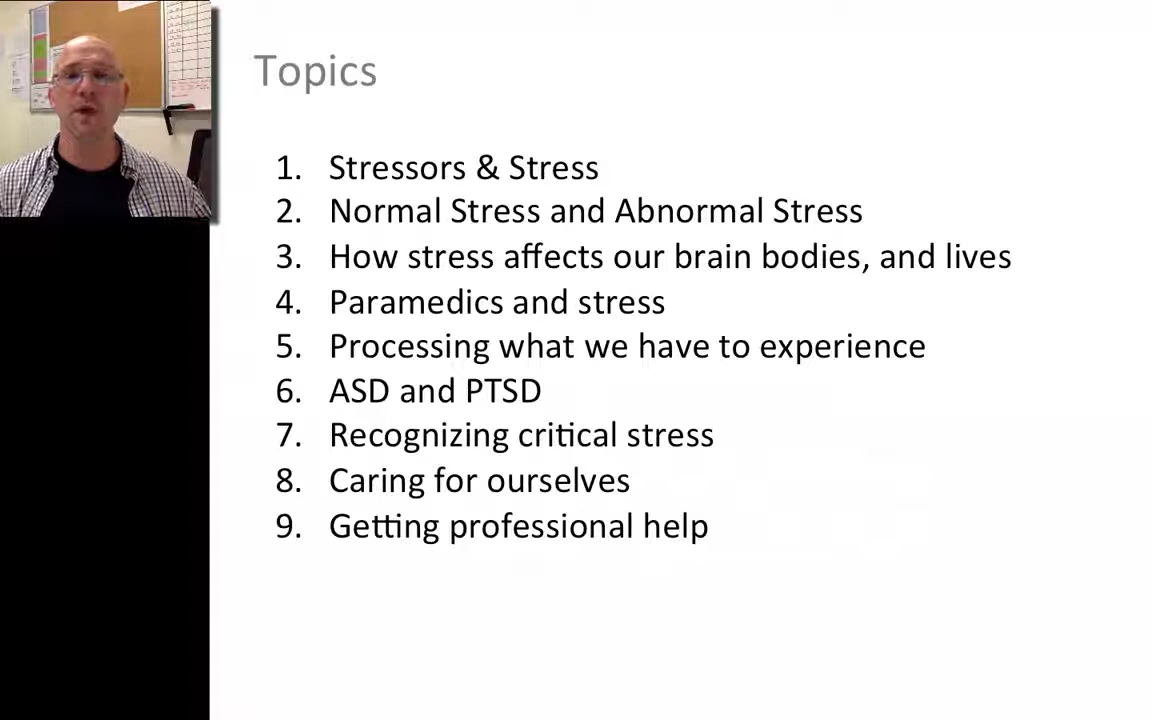 Topics
1. Stressors & Stress
2. Normal Stress and Abnormal Stress
3. How stress affects our brain bodies, and lives
4. Paramedics and stress
5. Processing what we have to experience
6. ASD and PTSD
7. Recognizing critical stress
8. Caring for ourselves
9. Getting professional help